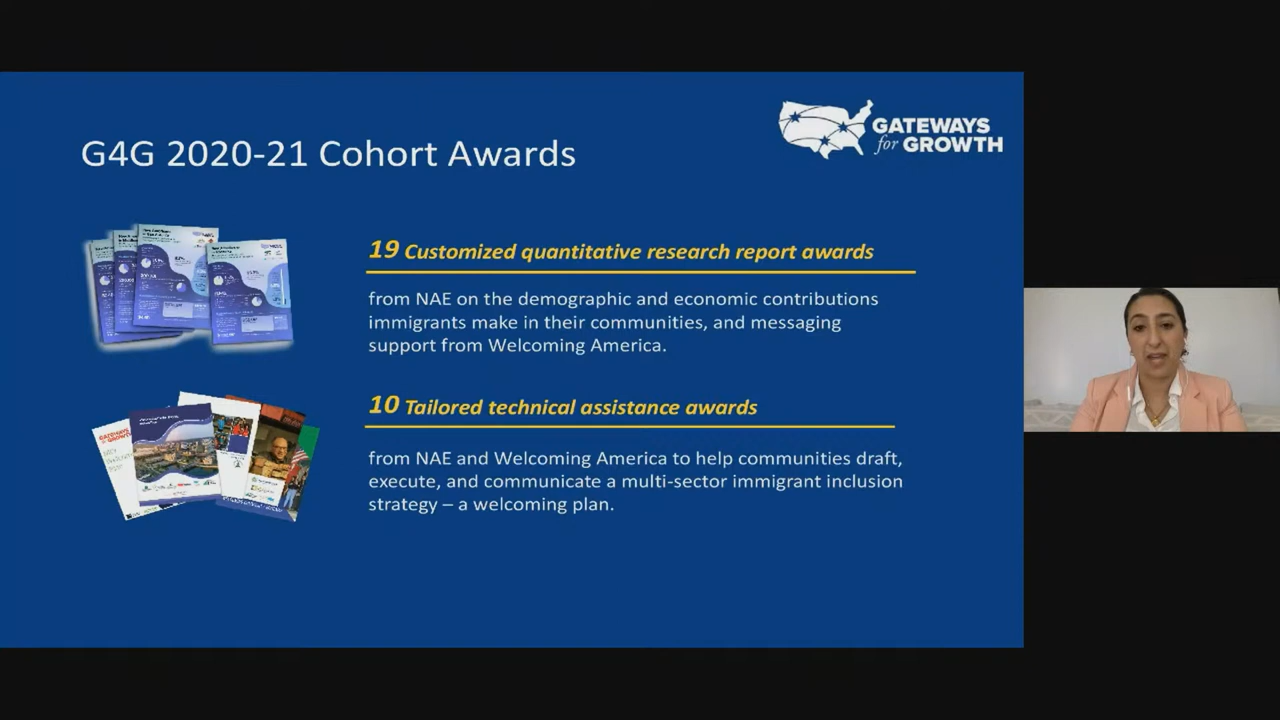 G4G 2020-21 Cohort Awards
GATEWAYS
for GROWTH
19 Customized quantitative research report awards
from NAE on the demographic and economic contributions
immigrants make in their communities, and messaging
support from Welcoming America.
10 Tailored technical assistance awards
from NAE and Welcoming America to help communities draft,
execute, and communicate a multi-sector immigrant inclusion
strategy – a welcoming plan.